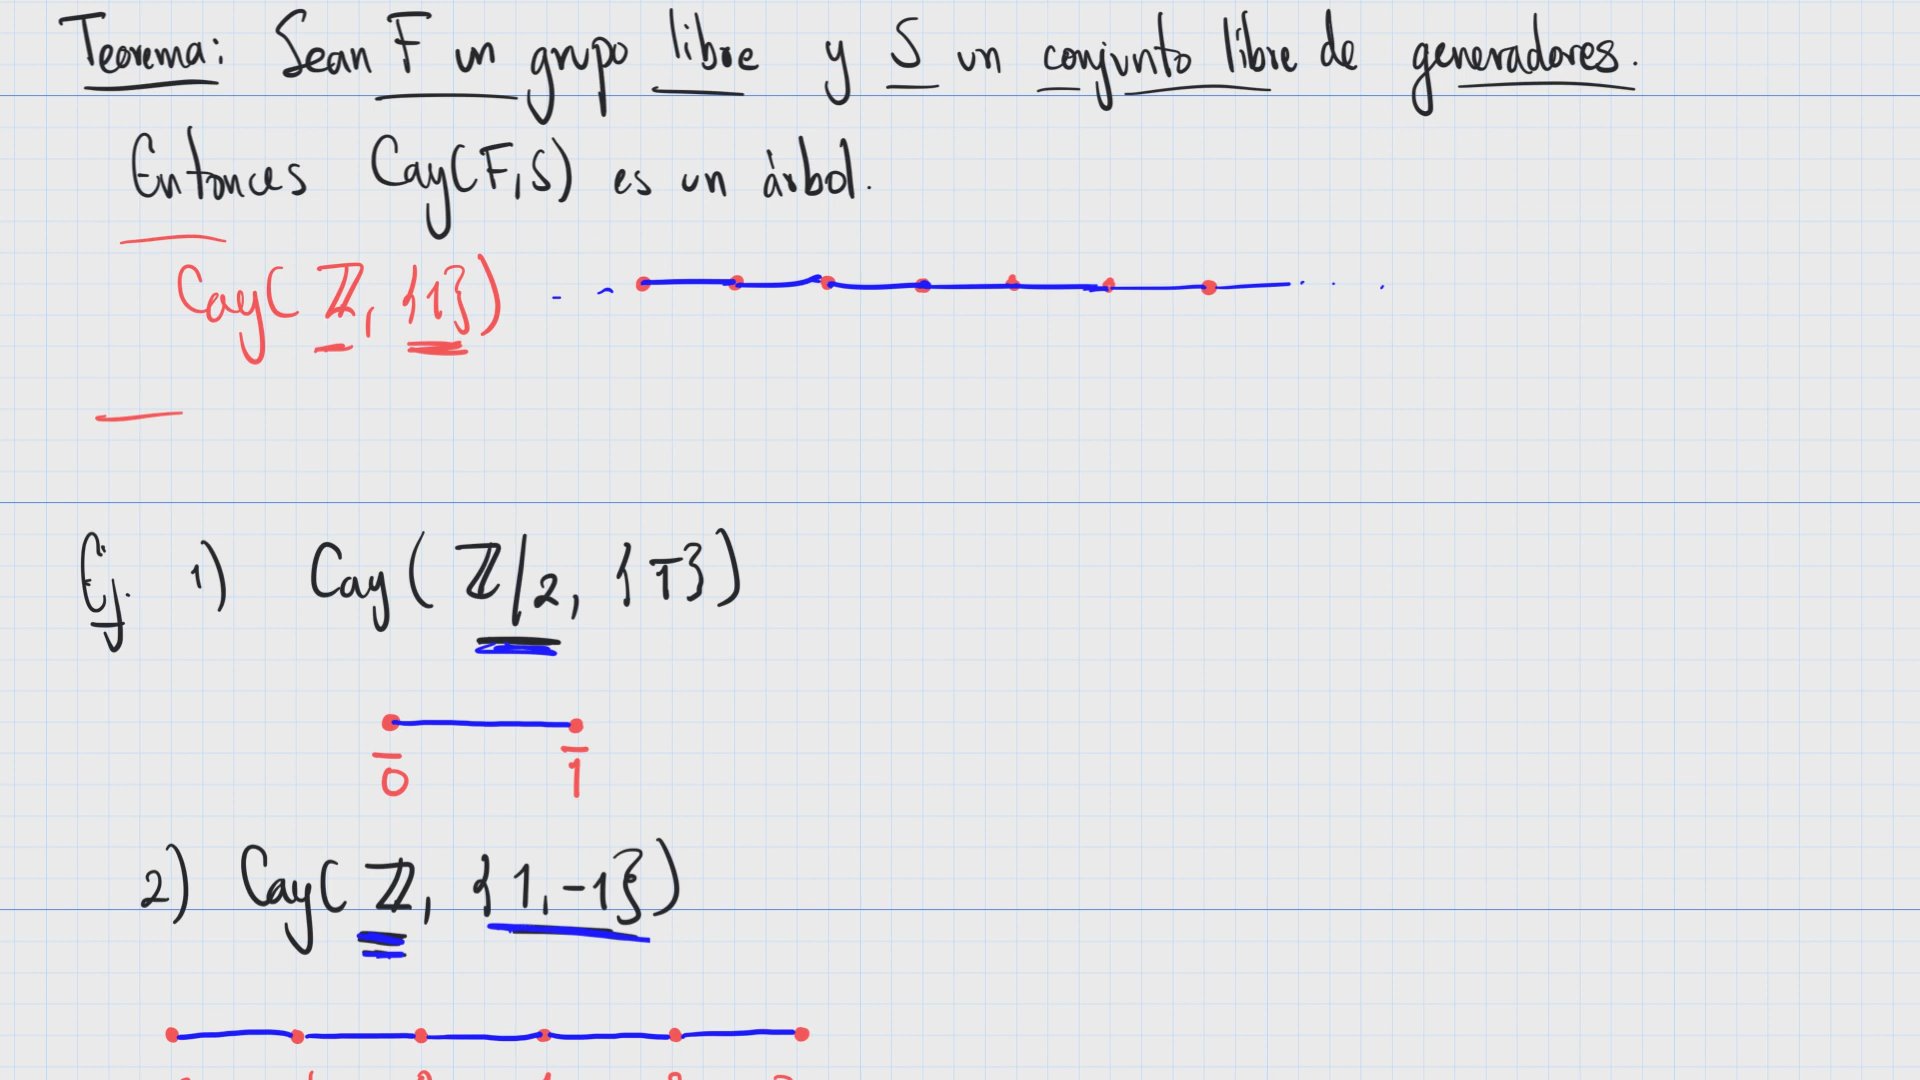 Teorema: Sean F un grupo libre y S un conjunto libre de generadores.
Entonces Cay(F,S) es un árbol.
Cay(ℤ, {1})
Ej. 1) Cay(ℤ/2, {1̅})
0̅ 1̅
2) Cay(ℤ, {1,-1})